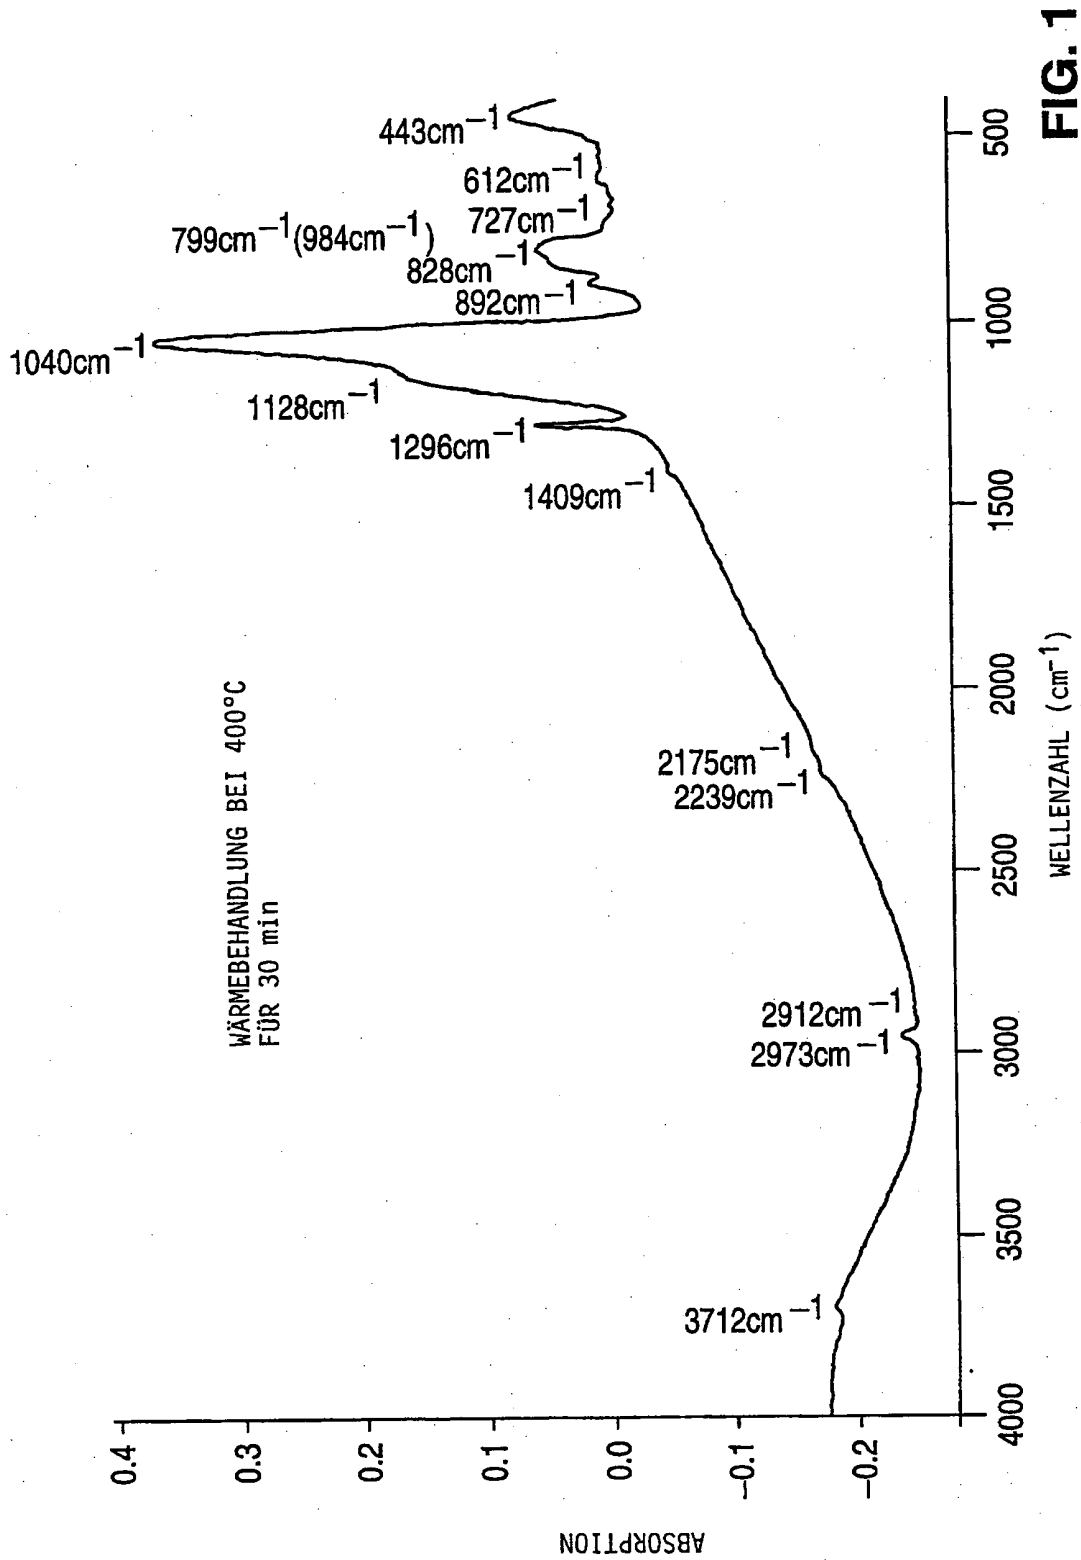 FIG. 1
WÄRMEBEHANDLUNG BEI 400°C
FÜR 30 min
ABSORPTION
0.4
0.3
0.2
0.1
0.0
−0.1
−0.2
3712cm−1
2973cm−1
2912cm−1
2239cm−1
2175cm−1
1409cm−1
1296cm−1
1128cm−1
1040cm−1
892cm−1
828cm−1
799cm−1(984cm−1)
727cm−1
612cm−1
443cm−1
4000
3500
3000
2500
2000
1500
1000
500
WELLENZAHL (cm−1)